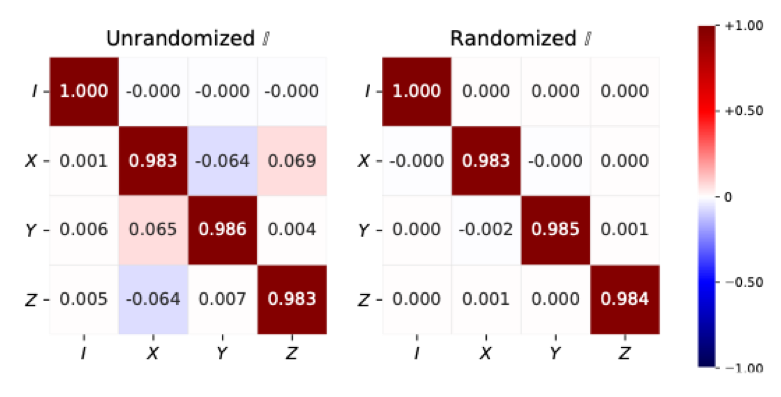 Unrandomized 𝕀
Randomized 𝕀
+1.00
I 1.000 -0.000 -0.000 -0.000
I 1.000 0.000 0.000 0.000
+0.50
X 0.001 0.983 -0.064 0.069
X -0.000 0.983 -0.000 0.000
0
Y 0.006 0.065 0.986 0.004
Y 0.000 -0.002 0.985 0.001
−0.50
Z 0.005 -0.064 0.007 0.983
Z 0.000 0.001 0.000 0.984
I X Y Z
I X Y Z
−1.00